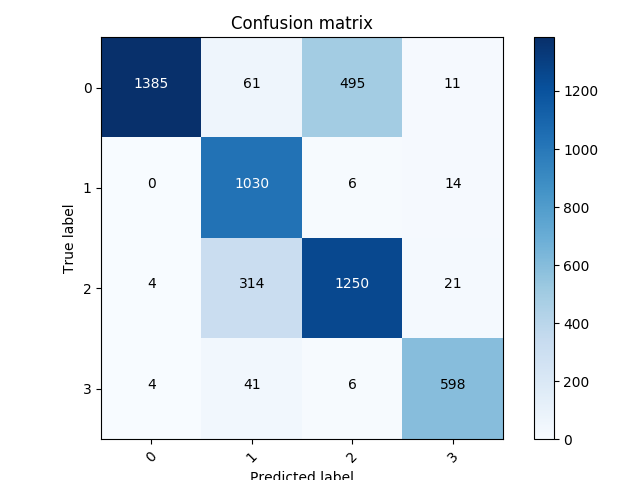 Confusion matrix
0 1385 61 495 11
1 0 1030 6 14
2 4 314 1250 21
3 4 41 6 598
0 1 2 3
True label
Predicted label
1200
1000
800
600
400
200
0